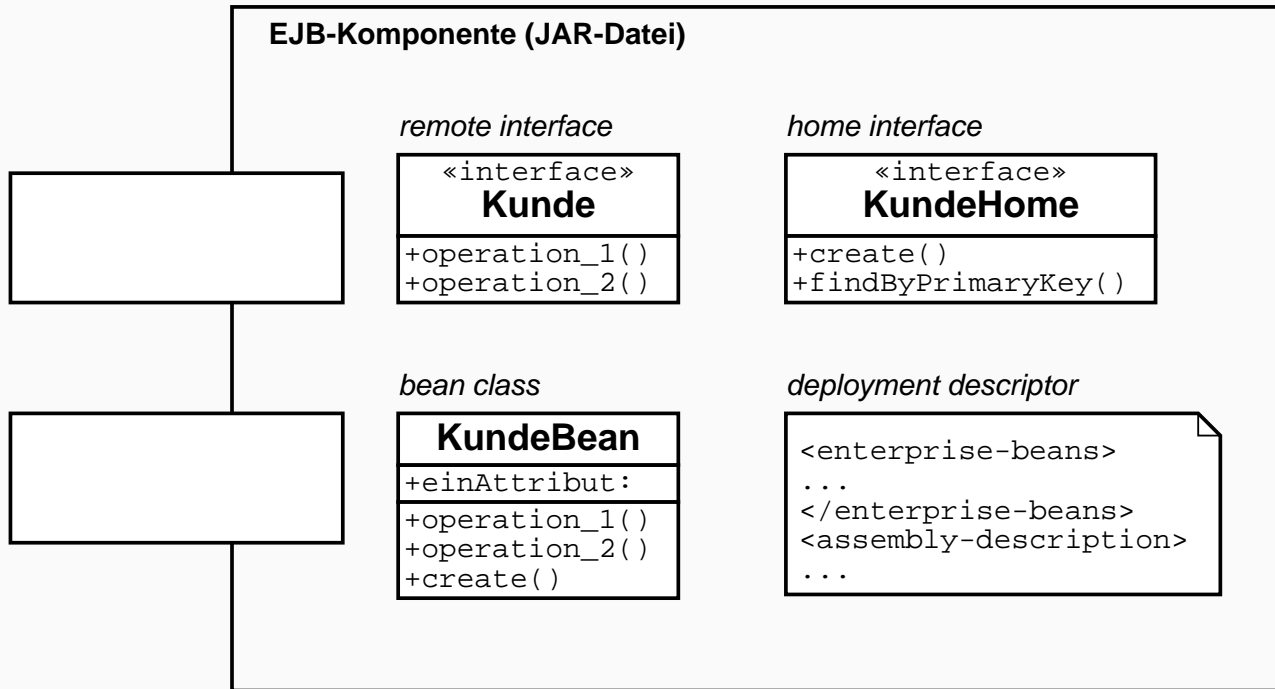 EJB-Komponente (JAR-Datei)
remote interface
«interface»
Kunde
+operation_1()
+operation_2()
home interface
«interface»
KundeHome
+create()
+findByPrimaryKey()
bean class
KundeBean
+einAttribut:
+operation_1()
+operation_2()
+create()
deployment descriptor
<enterprise-beans>
...
</enterprise-beans>
<assembly-description>
...